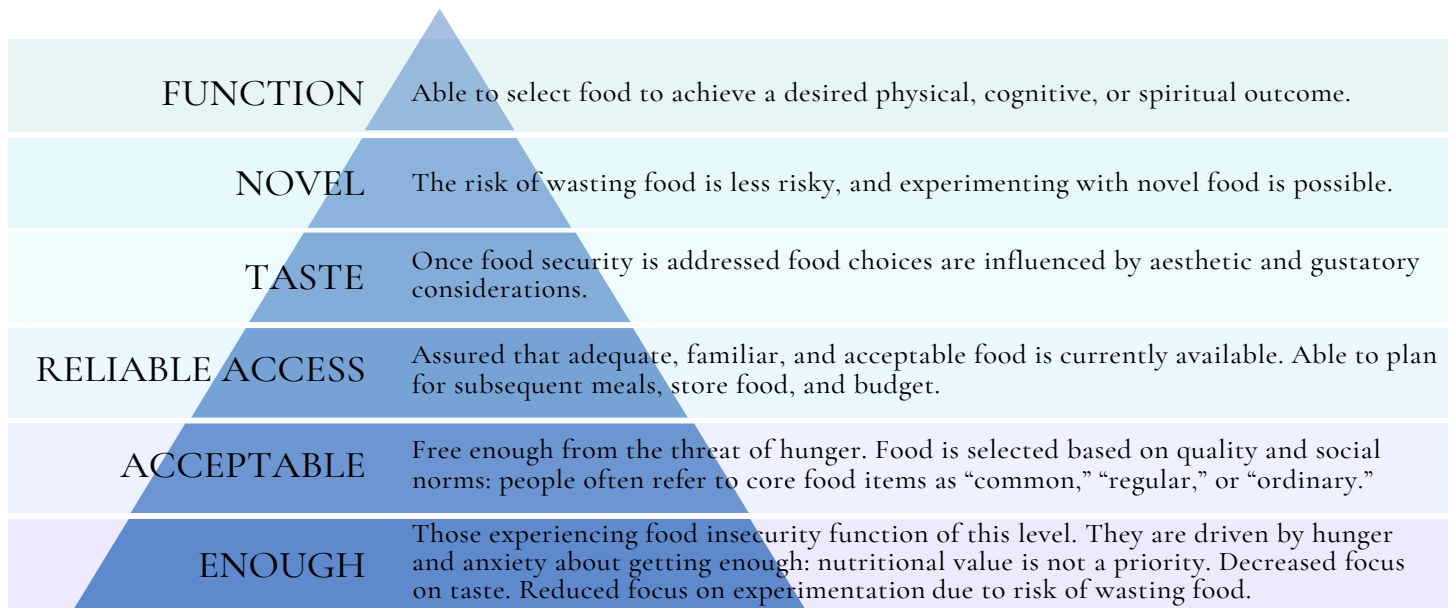 FUNCTION
Able to select food to achieve a desired physical, cognitive, or spiritual outcome.
NOVEL
The risk of wasting food is less risky, and experimenting with novel food is possible.
TASTE
Once food security is addressed food choices are influenced by aesthetic and gustatory
considerations.
RELIABLE ACCESS
Assured that adequate, familiar, and acceptable food is currently available. Able to plan
for subsequent meals, store food, and budget.
ACCEPTABLE
Free enough from the threat of hunger. Food is selected based on quality and social
norms: people often refer to core food items as “common,” “regular,” or “ordinary.”
ENOUGH
Those experiencing food insecurity function of this level. They are driven by hunger
and anxiety about getting enough: nutritional value is not a priority. Decreased focus
on taste. Reduced focus on experimentation due to risk of wasting food.